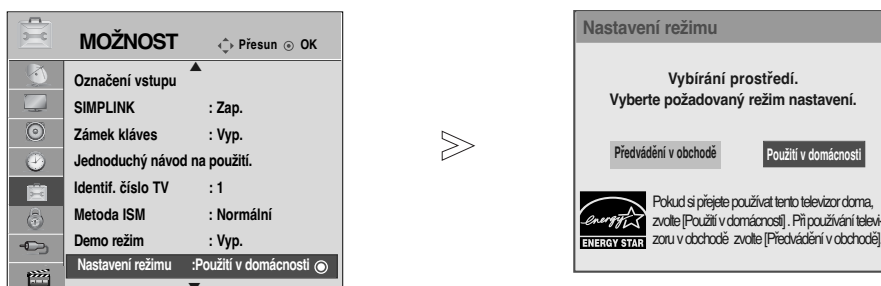 MOŽNOST
Přesun OK
Označení vstupu
SIMPLINK : Zap.
Zámek kláves : Vyp.
Jednoduchý návod na použití.
Identif. číslo TV : 1
Metoda ISM : Normální
Demo režim : Vyp.
Nastavení režimu :Použití v domácnosti
Nastavení režimu
Vybírání prostředí.
Vyberte požadovaný režim nastavení.
Předvádění v obchodě
Použití v domácnosti
energy
ENERGY STAR
Pokud si přejete používat tento televizor doma,
zvolte [Použití v domácnosti] . Při používání televi-
zoru v obchodě zvolte [Předvádění v obchodě]